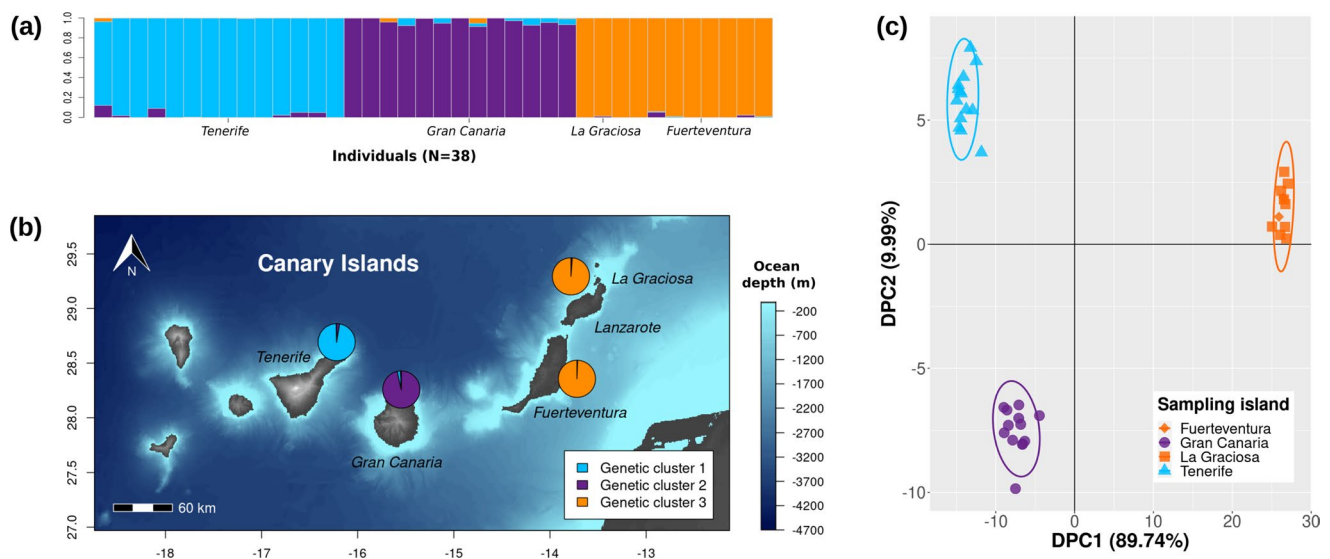 (a)
1.0
0.8
0.6
0.4
0.2
0.0
Tenerife Gran Canaria La Graciosa Fuerteventura
Individuals (N=38)
(b)
29.5
29.0
28.5
28.0
27.5
27.0
N
Canary Islands
La Graciosa
Lanzarote
Tenerife
Fuerteventura
Gran Canaria
60 km
Genetic cluster 1
Genetic cluster 2
Genetic cluster 3
-18 -17 -16 -15 -14 -13
Ocean
depth (m)
-200
-700
-1200
-1700
-2200
-2700
-3200
-3700
-4200
-4700
(c)
DPC2 (9.99%)
5
0
-5
-10
Sampling island
Fuerteventura
Gran Canaria
La Graciosa
Tenerife
-10 0 10 20 30
DPC1 (89.74%)